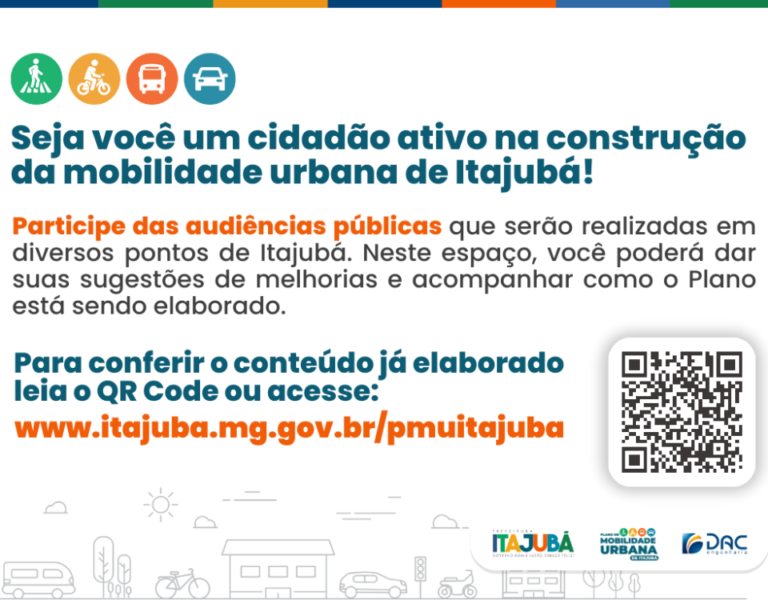 Seja você um cidadão ativo na construção
da mobilidade urbana de Itajubá!
Participe das audiências públicas que serão realizadas em
diversos pontos de Itajubá. Neste espaço, você poderá dar
suas sugestões de melhorias e acompanhar como o Plano
está sendo elaborado.
Para conferir o conteúdo já elaborado
leia o QR Code ou acesse:
www.itajuba.mg.gov.br/pmuitajuba
PREFEITURA
ITAJUBÁ
PLANO DE
MOBILIDADE
URBANA
DE ITAJUBÁ
DAC
engenharia